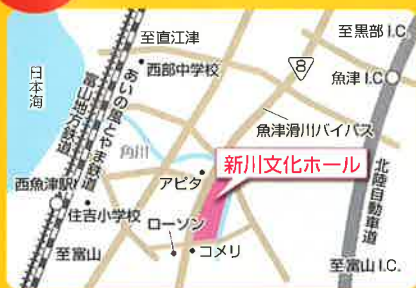 至直江津
至黒部 I.C.
西部中学校
8
魚津 I.C
日本海
あいの風とやま鉄道
富山地方鉄道
魚津滑川バイパス
角川
新川文化ホール
アピタ
西魚津駅
住吉小学校
ローソン
北陸自動車道
コメリ
至富山
至富山 I.C.